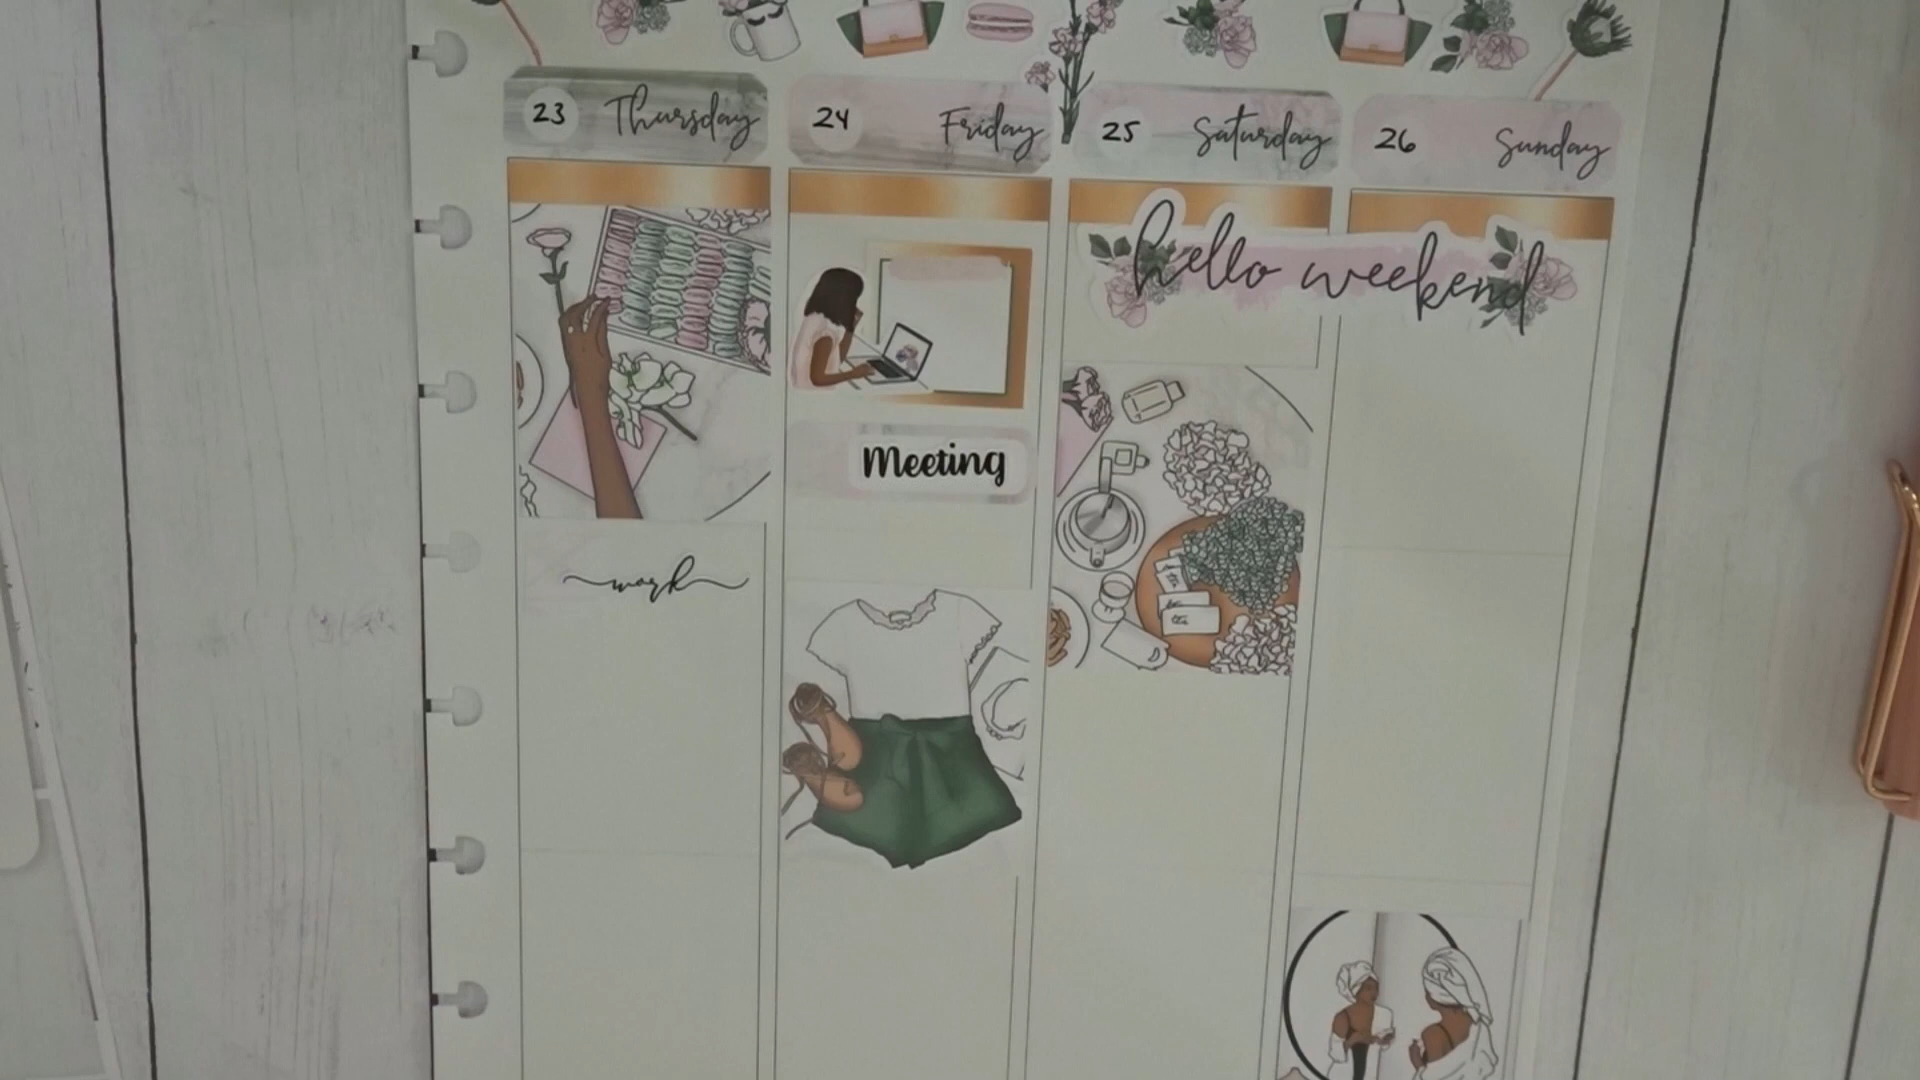 23 Thursday
24 Friday
25 Saturday
26 Sunday
hello weekend
Meeting
work